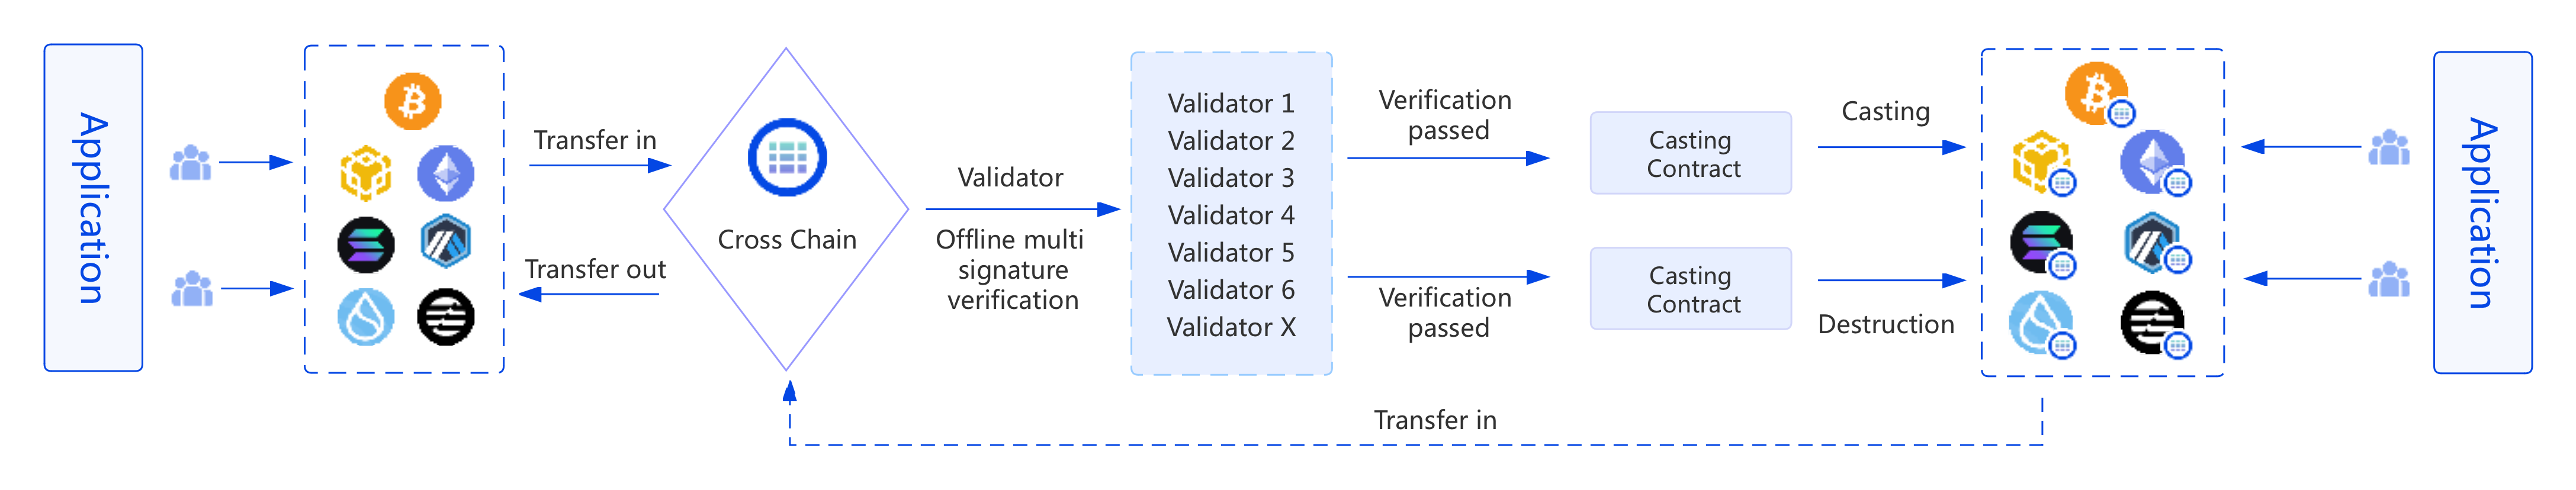 Application
Transfer in
Transfer out
Cross Chain
Validator
Offline multi
signature
verification
Validator 1
Validator 2
Validator 3
Validator 4
Validator 5
Validator 6
Validator X
Verification
passed
Verification
passed
Casting
Contract
Casting
Contract
Casting
Destruction
Application
Transfer in